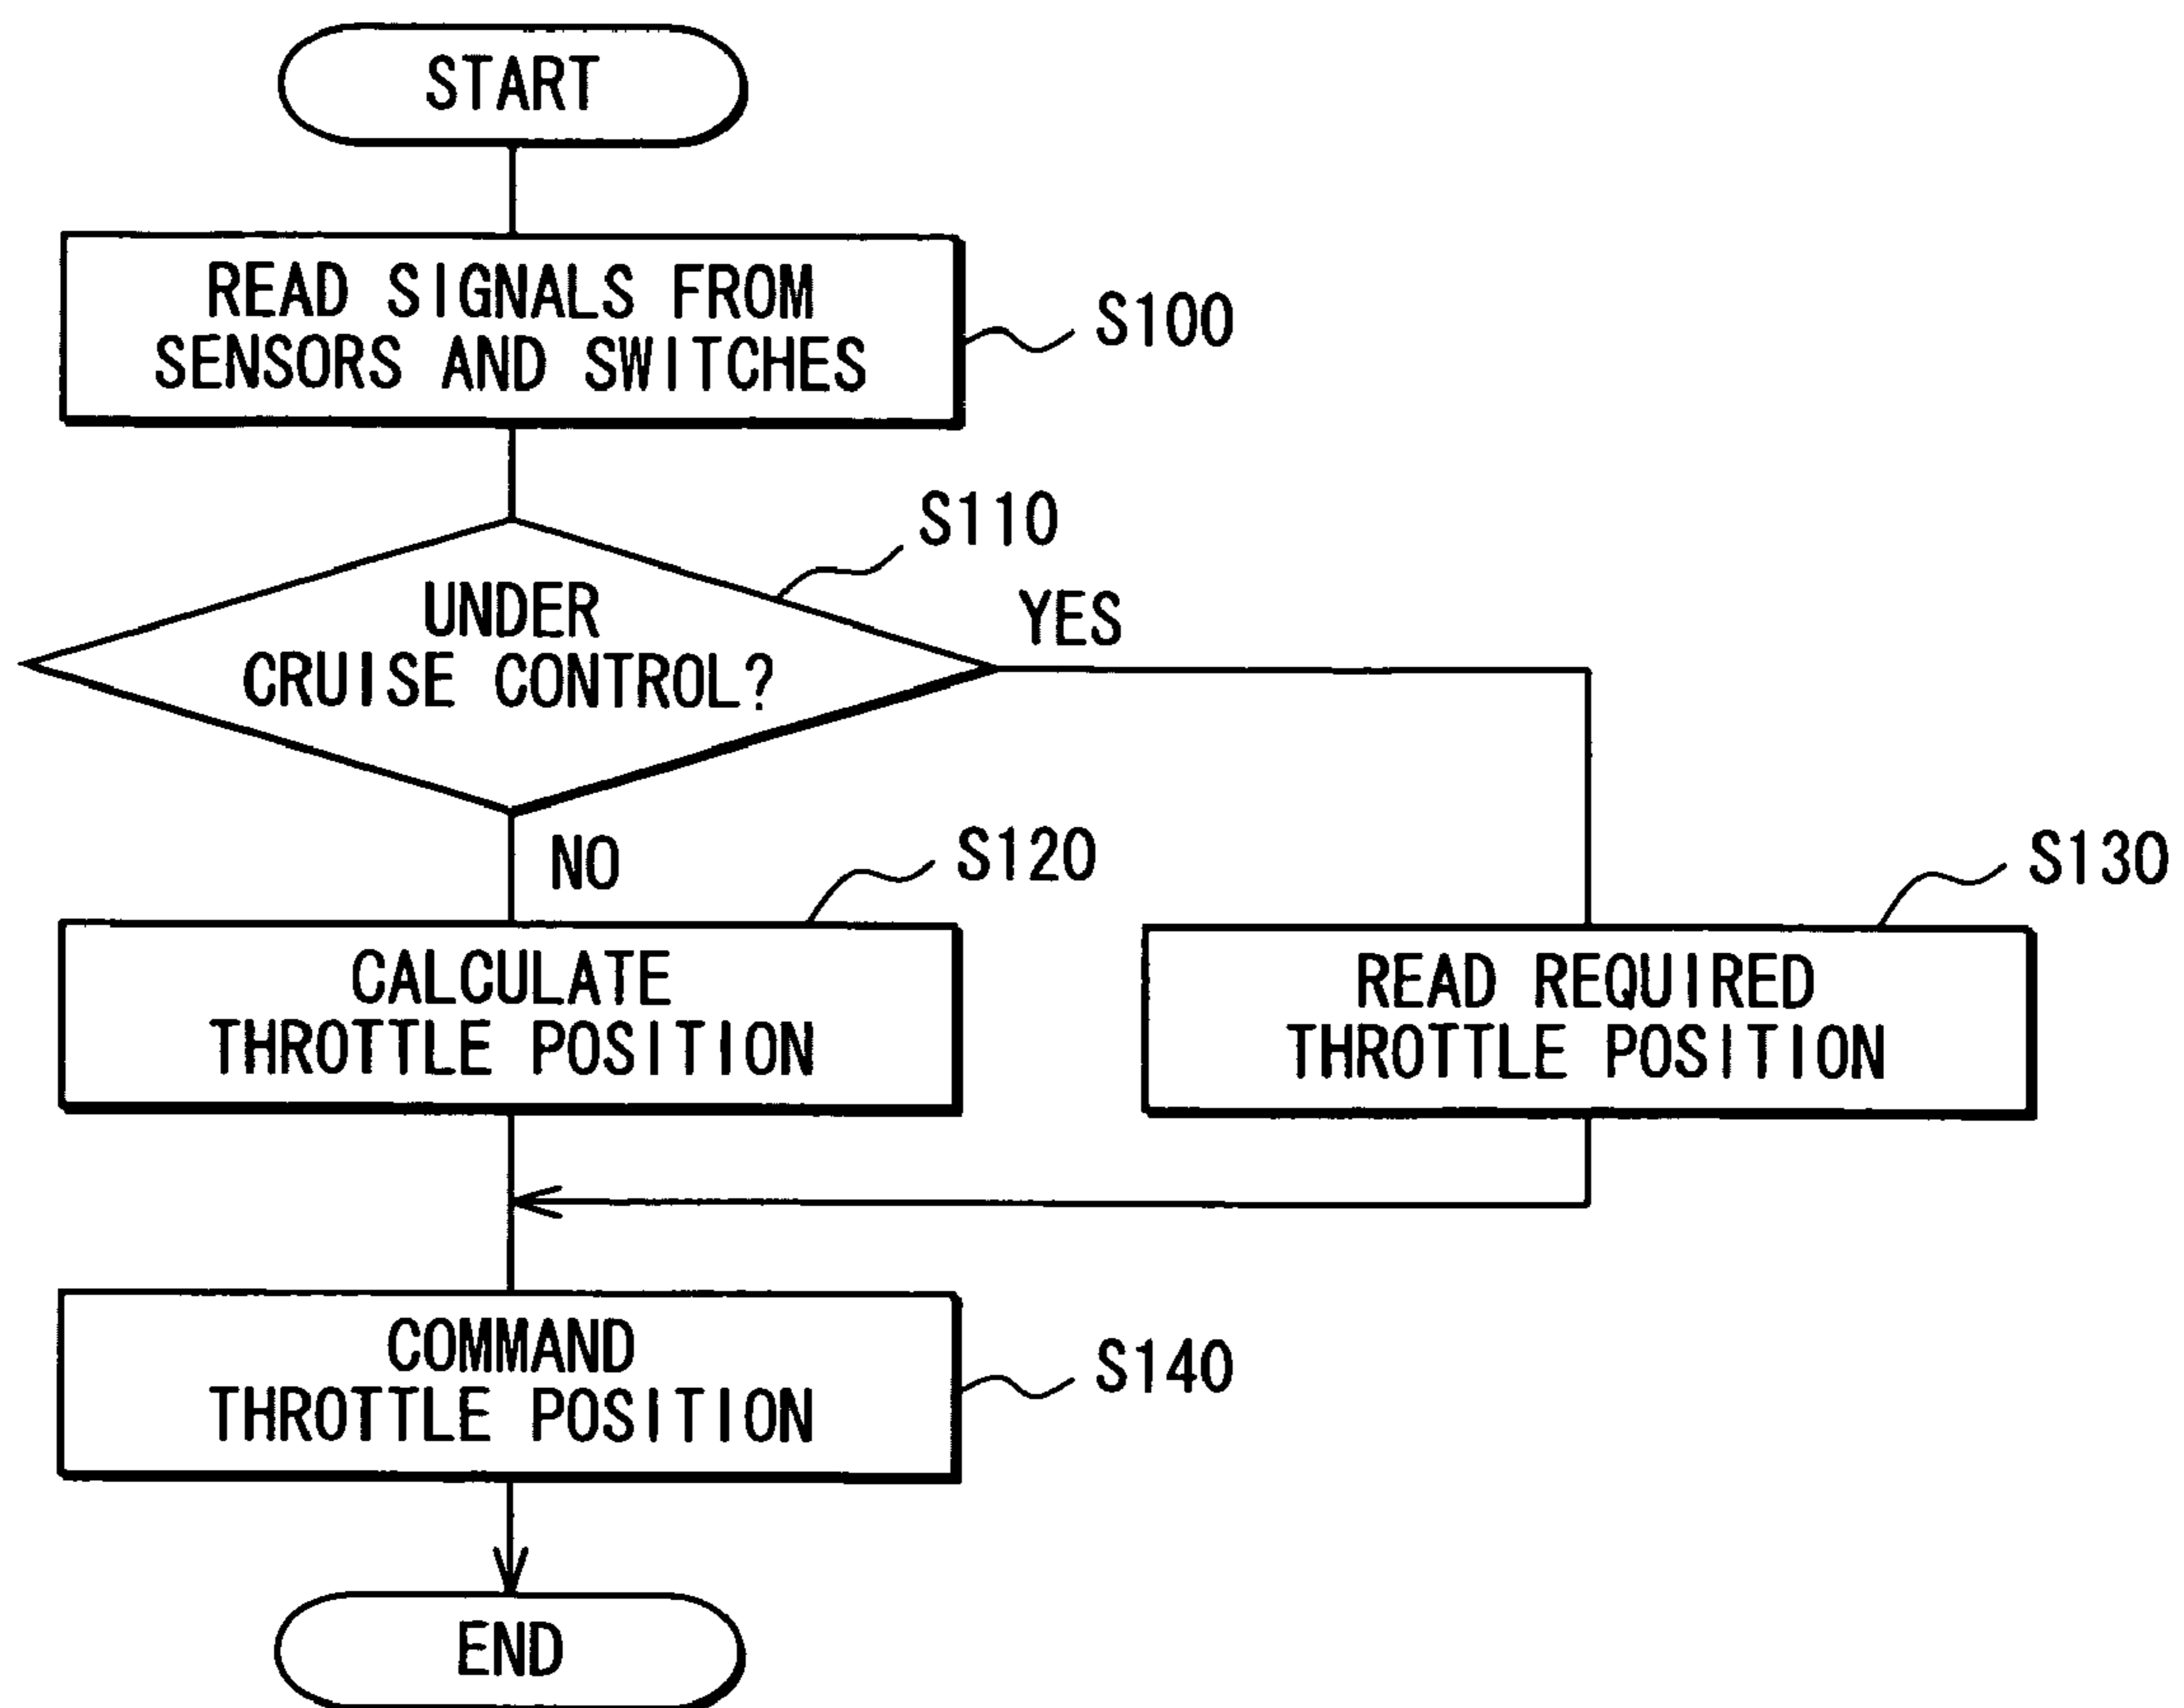 START
READ SIGNALS FROM
SENSORS AND SWITCHES
S100
S110
UNDER
CRUISE CONTROL?
YES
NO
S120
S130
CALCULATE
THROTTLE POSITION
READ REQUIRED
THROTTLE POSITION
COMMAND
THROTTLE POSITION
S140
END